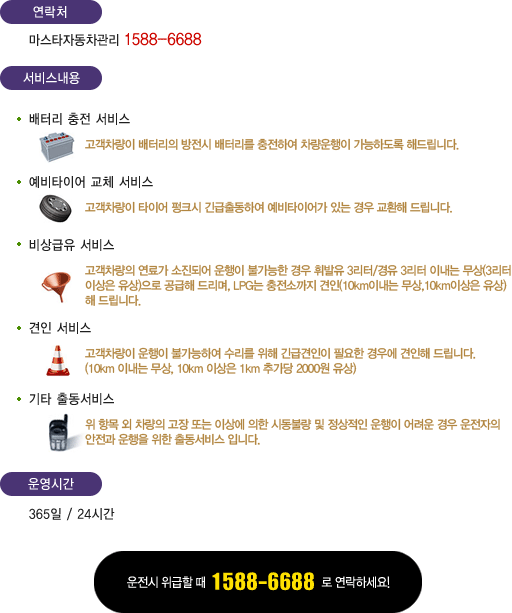 연락처
마스타자동차관리 1588-6688
서비스내용
배터리 충전 서비스
고객차량이 배터리의 방전시 배터리를 충전하여 차량운행이 가능하도록 해드립니다.
예비타이어 교체 서비스
고객차량이 타이어 펑크시 긴급출동하여 예비타이어가 있는 경우 교환해 드립니다.
비상급유 서비스
고객차량의 연료가 소진되어 운행이 불가능한 경우 휘발유 3리터/경유 3리터 이내는 무상(3리터
이상은 유상)으로 공급해 드리며, LPG는 충전소까지 견인(10km이내는 무상,10km이상은 유상)
해 드립니다.
견인 서비스
고객차량이 운행이 불가능하여 수리를 위해 긴급견인이 필요한 경우에 견인해 드립니다.
(10km 이내는 무상, 10km 이상은 1km 추가당 2000원 유상)
기타 출동서비스
위 항목 외 차량의 고장 또는 이상에 의한 시동불량 및 정상적인 운행이 어려운 경우 운전자의
안전과 운행을 위한 출동서비스 입니다.
운영시간
365일 / 24시간
운전시 위급할 때 1588-6688 로 연락하세요!